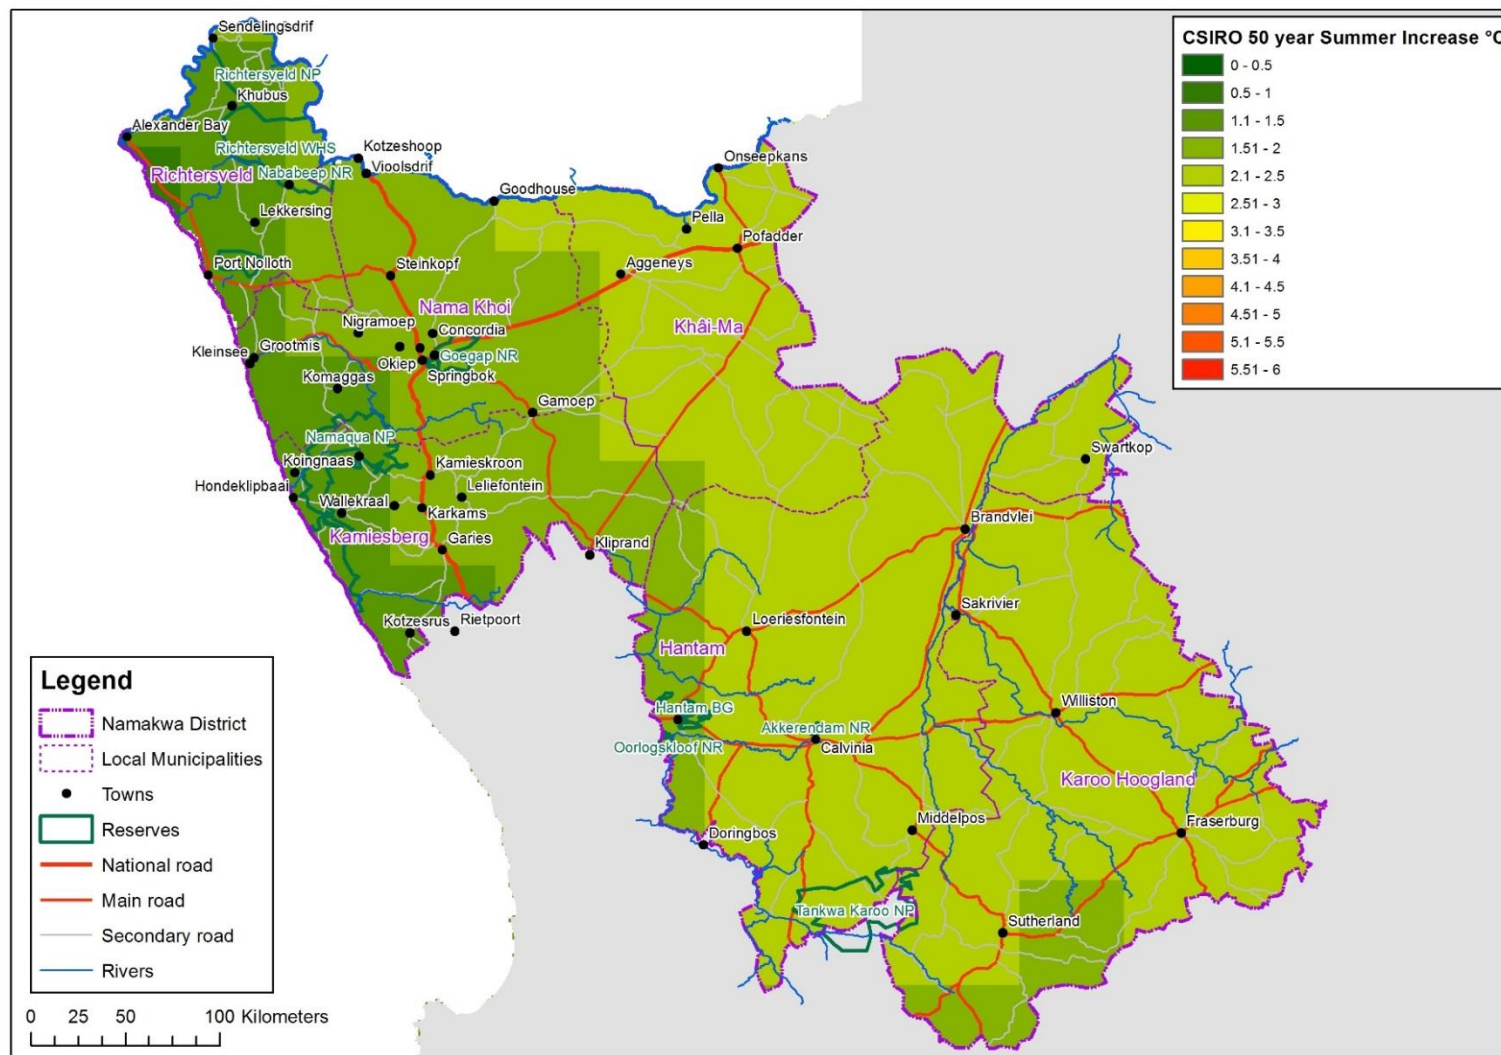 CSIRO 50 year Summer Increase °C
0 - 0.5
0.5 - 1
1.1 - 1.5
1.51 - 2
2.1 - 2.5
2.51 - 3
3.1 - 3.5
3.51 - 4
4.1 - 4.5
4.51 - 5
5.1 - 5.5
5.51 - 6
Sendelingsdrif
Richtersveld NP
Khubus
Alexander Bay
Richtersveld WHS
Kotzeshoop
Vioolsdrif
Richtersveld
Nababeep NR
Onseepkans
Goodhouse
Lekkersing
Pella
Pofadder
Port Nolloth
Steinkopf
Aggeneys
Nama Khoi
Nigramoep
Concordia
Khâi-Ma
Kleinsee
Grootmis
Okiep
Goegap NR
Springbok
Komaggas
Gamoep
Namaqua NP
Koingnaas
Kamieskroon
Swartkop
Hondeklipbaai
Leliefontein
Wallekraal
Karkams
Brandvlei
Kamiesberg
Garies
Kliprand
Sakrivier
Kotzesrus
Rietpoort
Loeriesfontein
Hantam
Williston
Hantam BG
Akkerendam NR
Oorlogskloof NR
Calvinia
Karoo Hoogland
Middelpos
Fraserburg
Doringbos
Tankwa Karoo NP
Sutherland
Legend
Namakwa District
Local Municipalities
Towns
Reserves
National road
Main road
Secondary road
Rivers
0 25 50 100 Kilometers